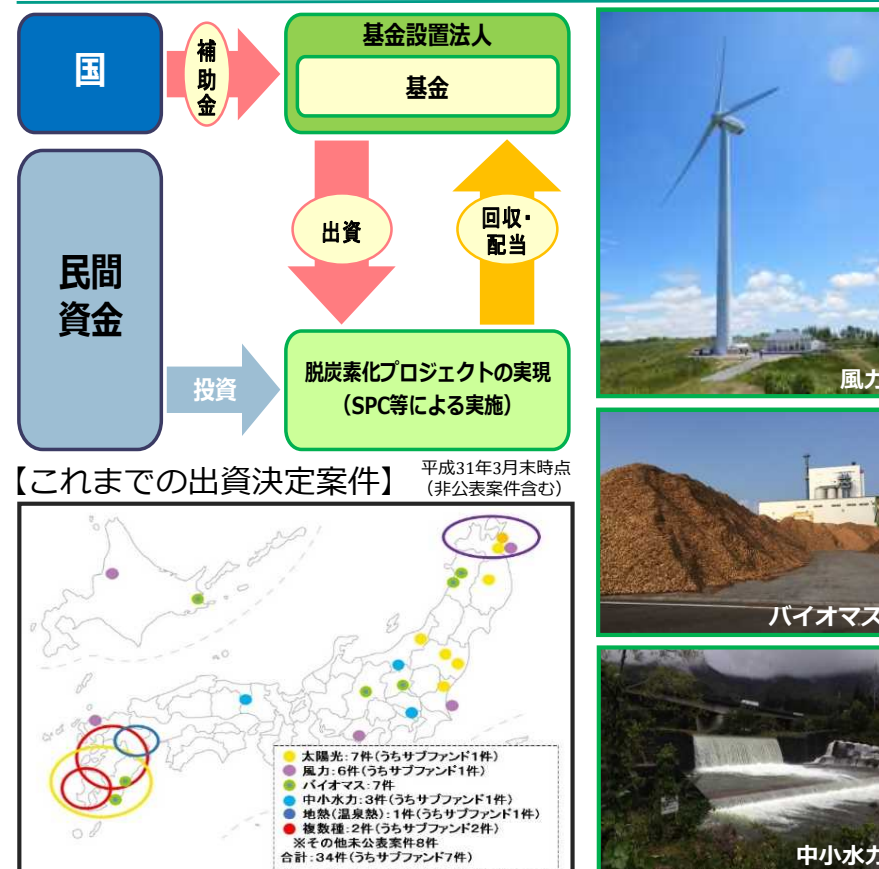 国
補
助
金
基金設置法人
基金
民間
資金
出資
回収・
配当
投資
脱炭素化プロジェクトの実現
（SPC等による実施）
風力
【これまでの出資決定案件】
平成31年3月末時点
（非公表案件含む）
太陽光：7件（うちサブファンド1件）
風力：6件（うちサブファンド1件）
バイオマス：7件
中小水力：3件（うちサブファンド1件）
地熱（温泉熱）：1件（うちサブファンド1件）
複数種：2件（うちサブファンド2件）
※その他未公表案件8件
合計：34件（うちサブファンド7件）
バイオマス
中小水力